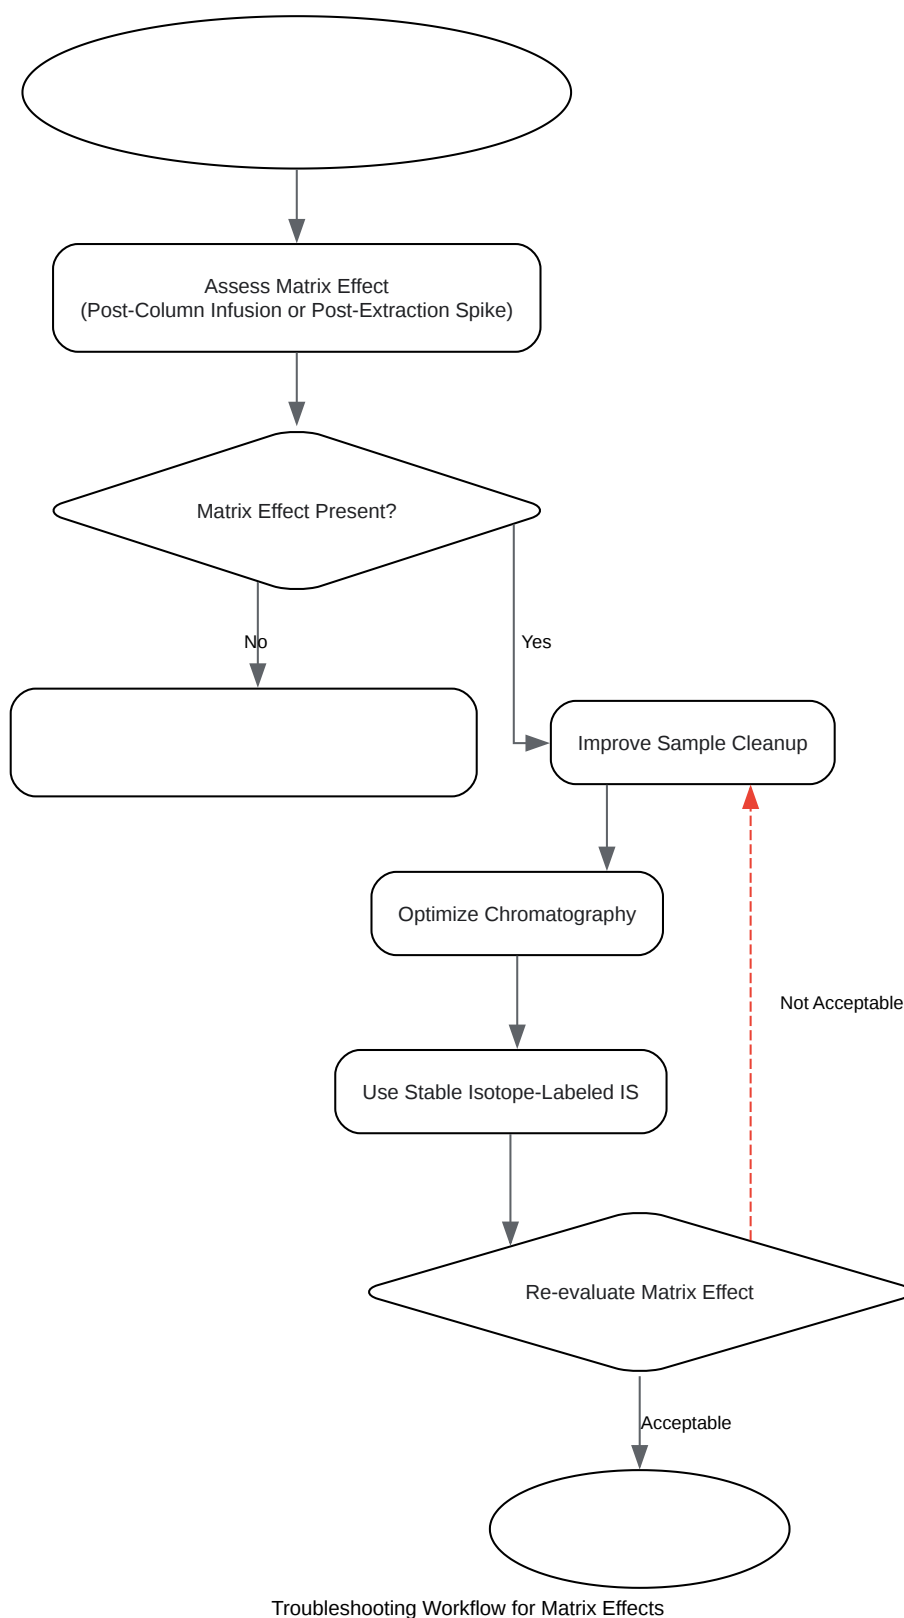 Assess Matrix Effect
(Post-Column Infusion or Post-Extraction Spike)
Matrix Effect Present?
No
Yes
Improve Sample Cleanup
Optimize Chromatography
Not Acceptable
Use Stable Isotope-Labeled IS
Re-evaluate Matrix Effect
Acceptable
Troubleshooting Workflow for Matrix Effects